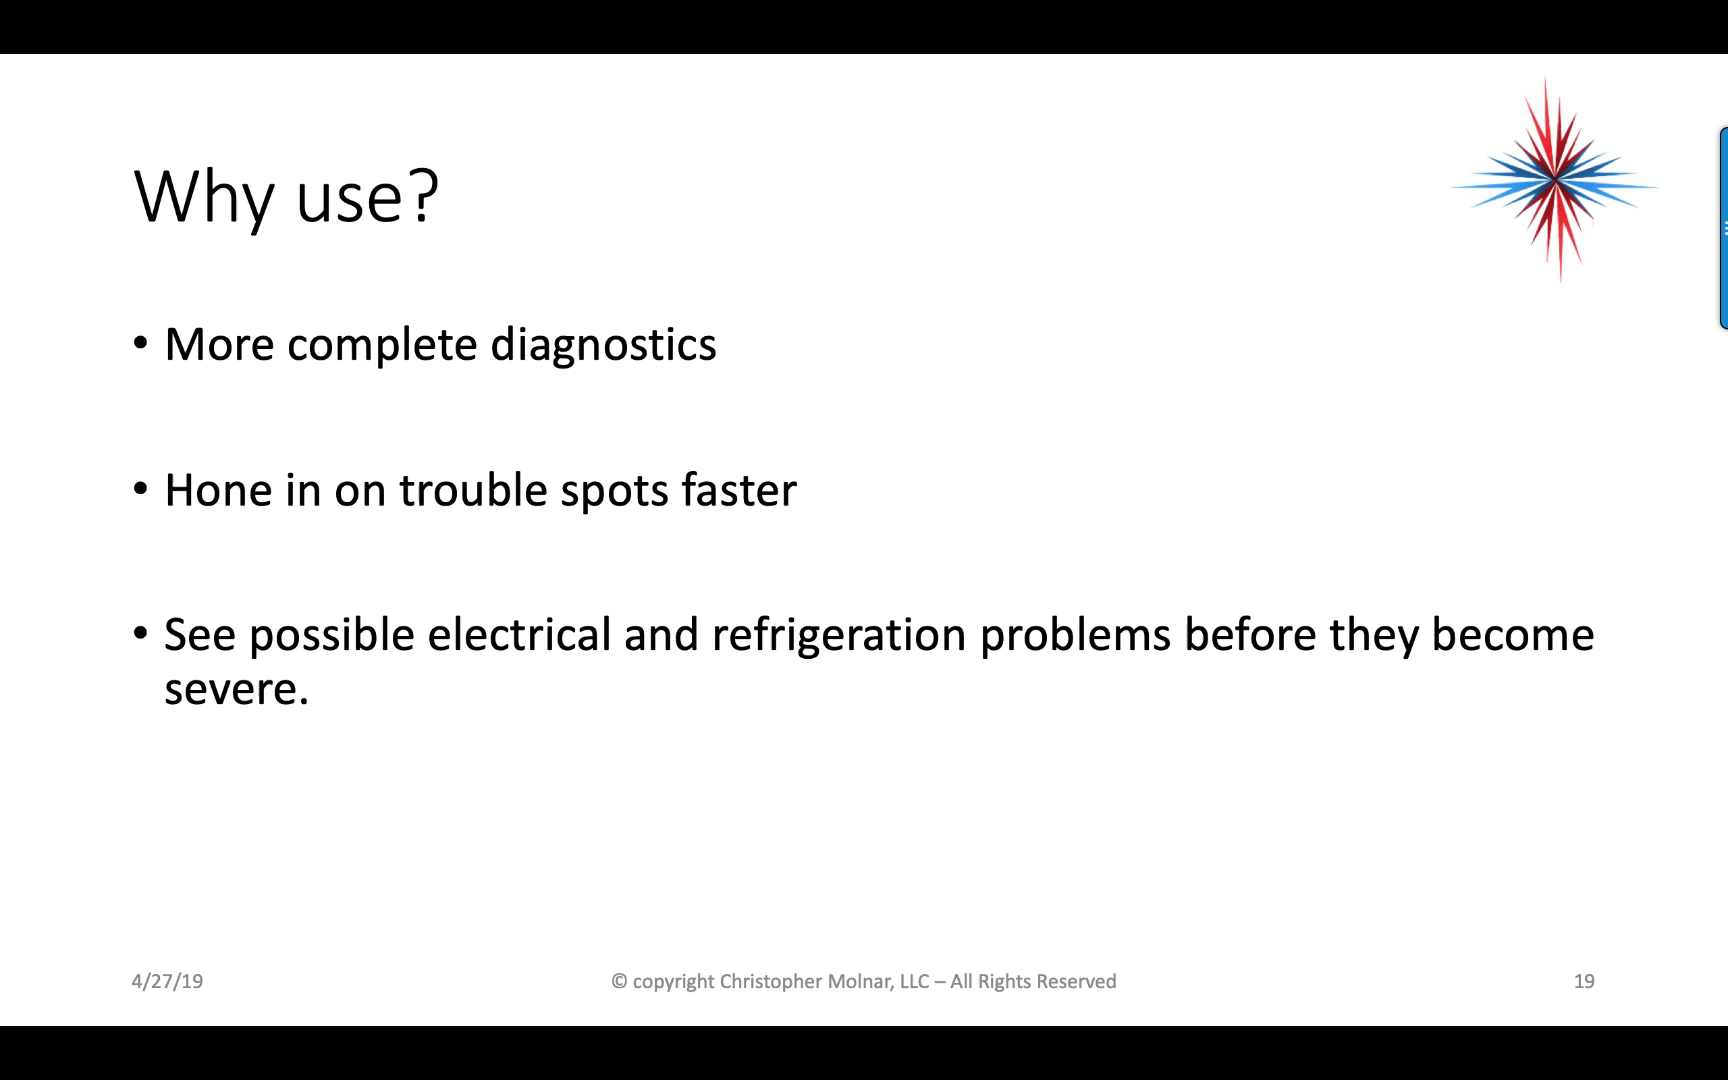 Why use?
• More complete diagnostics
• Hone in on trouble spots faster
• See possible electrical and refrigeration problems before they become
severe.
4/27/19
© copyright Christopher Molnar, LLC – All Rights Reserved
19